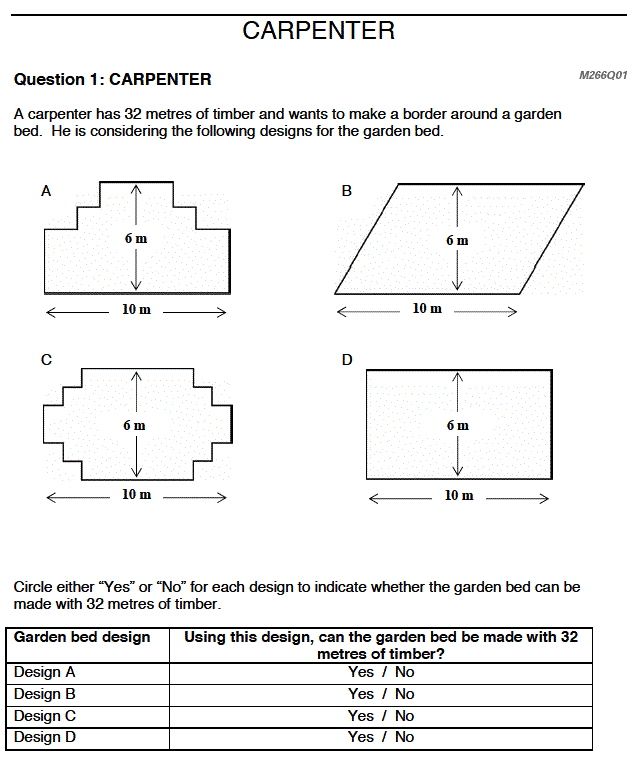 CARPENTER
Question 1: CARPENTER
M266Q01
A carpenter has 32 metres of timber and wants to make a border around a garden
bed. He is considering the following designs for the garden bed.
A
B
6 m
6 m
10 m
10 m
C
D
6 m
6 m
10 m
10 m
Circle either “Yes” or “No” for each design to indicate whether the garden bed can be
made with 32 metres of timber.
Garden bed design
Using this design, can the garden bed be made with 32
metres of timber?
Design A
Yes / No
Design B
Yes / No
Design C
Yes / No
Design D
Yes / No